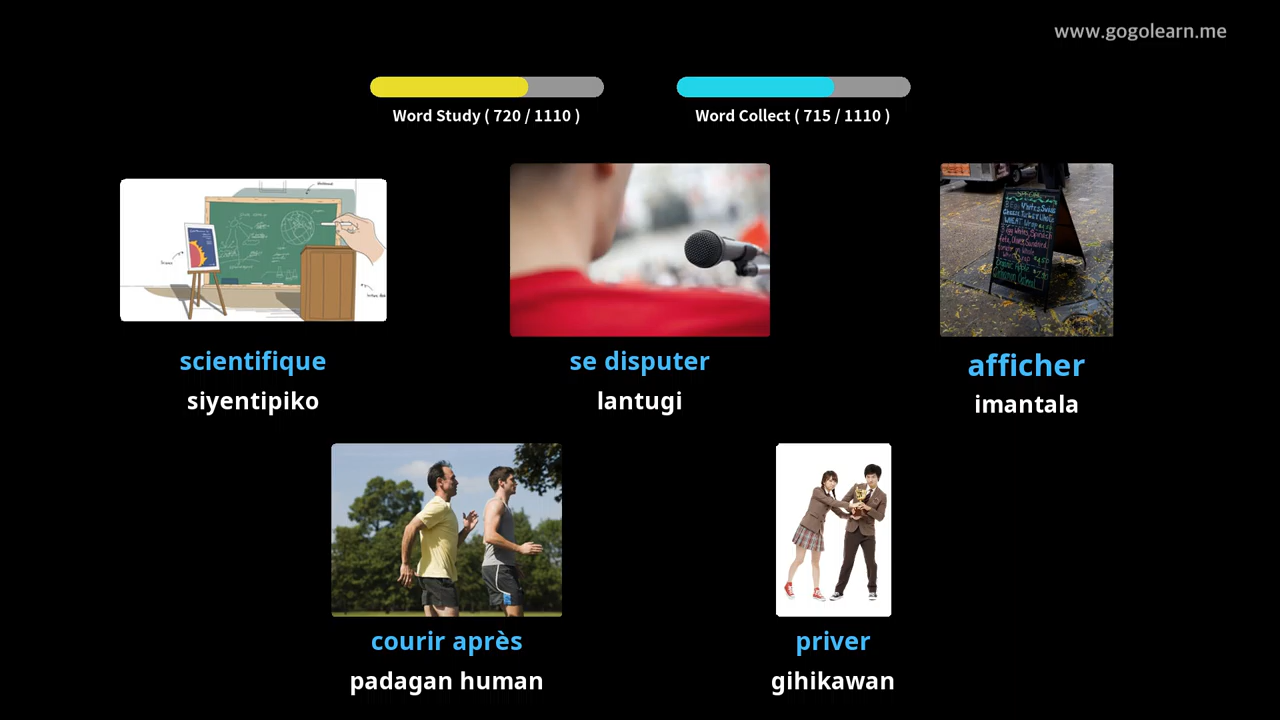 www.gogolearn.me
Word Study ( 720 / 1110 )
Word Collect ( 715 / 1110 )
scientifique
siyentipiko
se disputer
lantugi
afficher
imantala
courir après
padagan human
priver
gihikawan